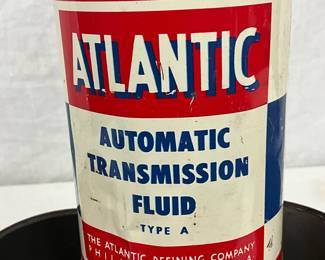 ATLANTIC
AUTOMATIC
TRANSMISSION
FLUID
TYPE A
THE ATLANTIC REFINING COMPANY